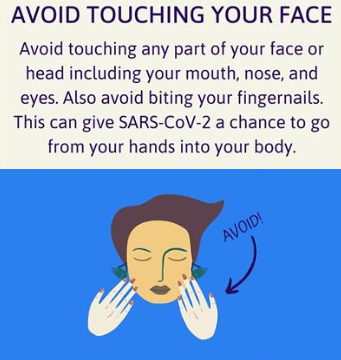 AVOID TOUCHING YOUR FACE
Avoid touching any part of your face or
head including your mouth, nose, and
eyes. Also avoid biting your fingernails.
This can give SARS-CoV-2 a chance to go
from your hands into your body.
AVOID!